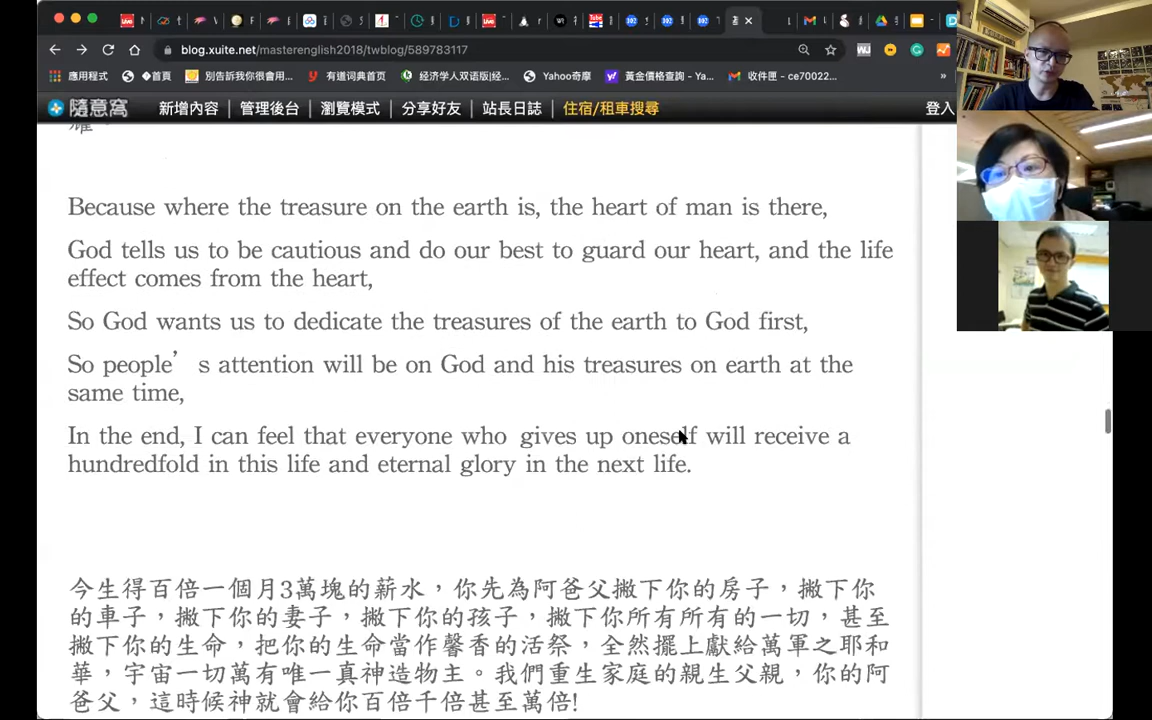 blog.xuite.net/masterenglish2018/twblog/589783117
應用程式 �首頁 別告訴我你很會用... 有道词典首页 经济学人双语版|经... Yahoo奇摩 黃金價格查詢 - Ya... 收件匣 - ce70022... »
隨意窩 新增內容 | 管理後台 | 瀏覽模式 | 分享好友 | 站長日誌 | 住宿/租車搜尋 登入
Because where the treasure on the earth is, the heart of man is there,
God tells us to be cautious and do our best to guard our heart, and the life
effect comes from the heart,
So God wants us to dedicate the treasures of the earth to God first,
So people’ s attention will be on God and his treasures on earth at the
same time,
In the end, I can feel that everyone who gives up oneself will receive a
hundredfold in this life and eternal glory in the next life.
今生得百倍一個月3萬塊的薪水，你先為阿爸父撇下你的房子，撇下你
的車子，撇下你的妻子，撇下你的孩子，撇下你所有所有的一切，甚至
撇下你的生命，把你的生命當作馨香的活祭，全然擺上獻給萬軍之耶和
華，宇宙一切萬有唯一真神造物主。我們重生家庭的親生父親，你的阿
爸父，這時候神就會給你百倍千倍甚至萬倍!